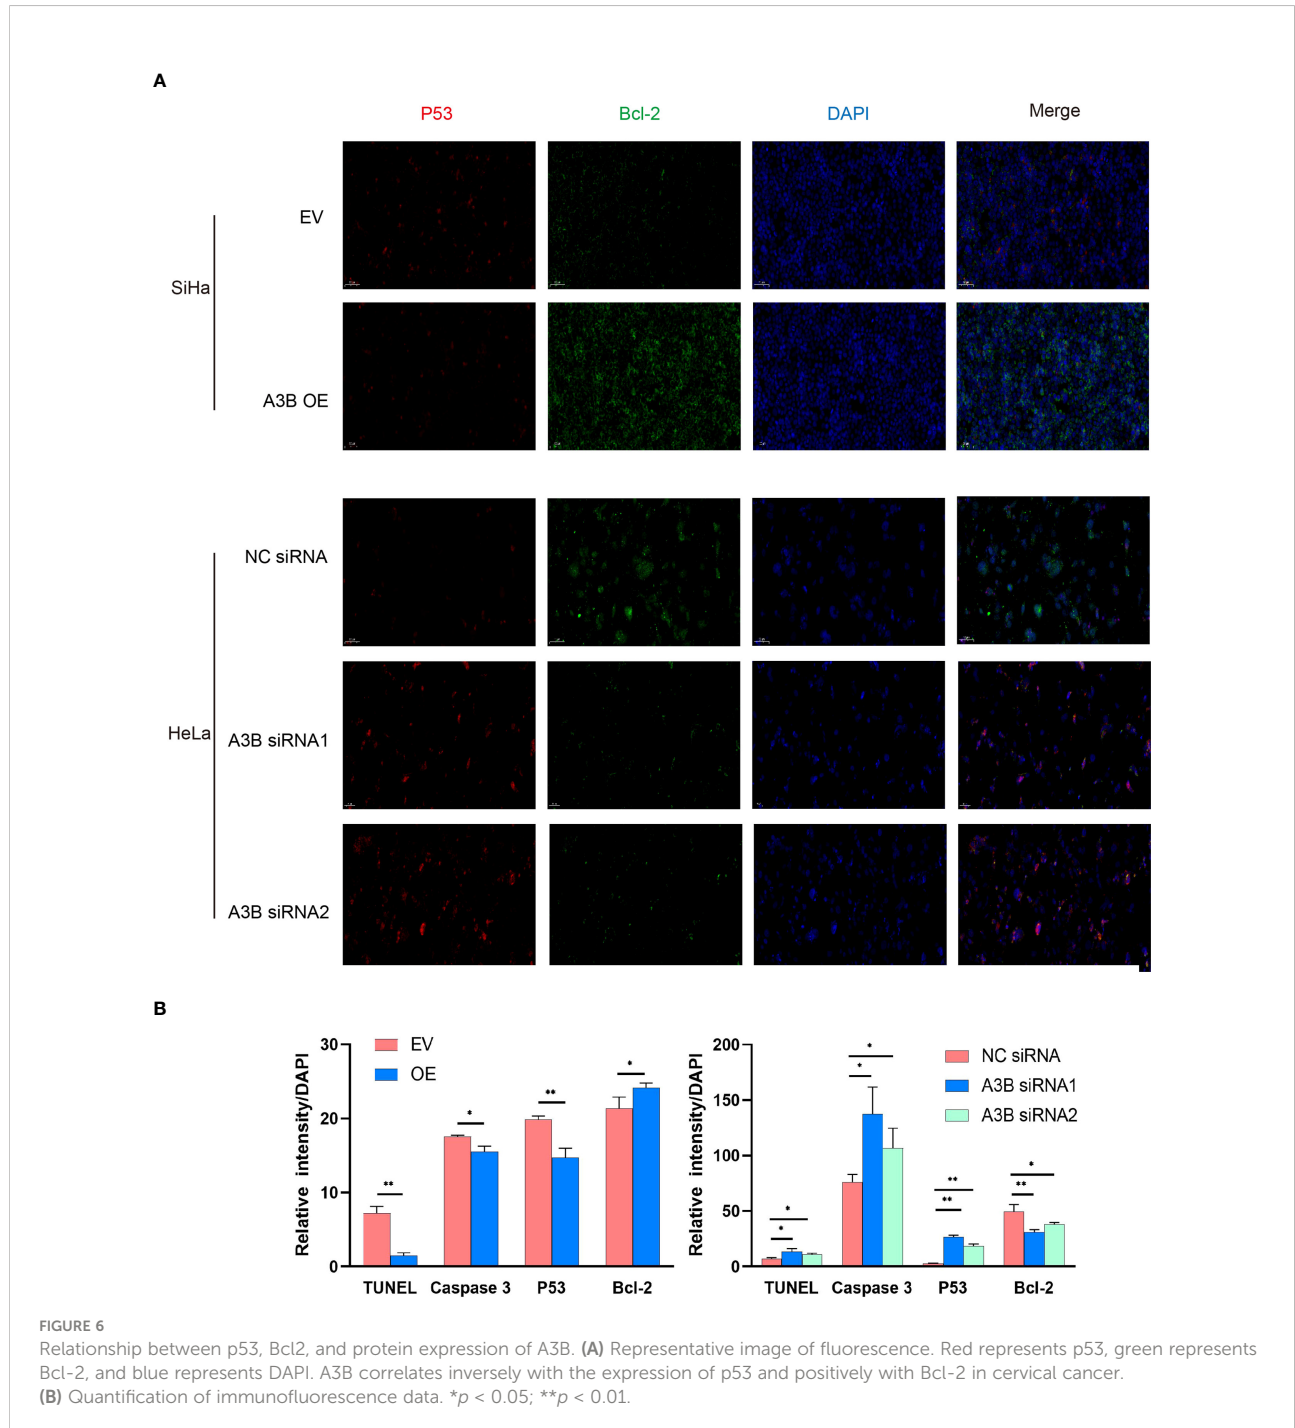 A
P53 Bcl-2 DAPI Merge
EV
SiHa
A3B OE
NC siRNA
HeLa
A3B siRNA1
A3B siRNA2
B
Relative intensity/DAPI
30
20
10
0
EV
OE
** * ** *
TUNEL Caspase 3 P53 Bcl-2
Relative intensity/DAPI
200
150
100
50
0
NC siRNA
A3B siRNA1
A3B siRNA2
* * * * ** ** * **
TUNEL Caspase 3 P53 Bcl-2
FIGURE 6
Relationship between p53, Bcl2, and protein expression of A3B. (A) Representative image of fluorescence. Red represents p53, green represents
Bcl-2, and blue represents DAPI. A3B correlates inversely with the expression of p53 and positively with Bcl-2 in cervical cancer.
(B) Quantification of immunofluorescence data. *p < 0.05; **p < 0.01.